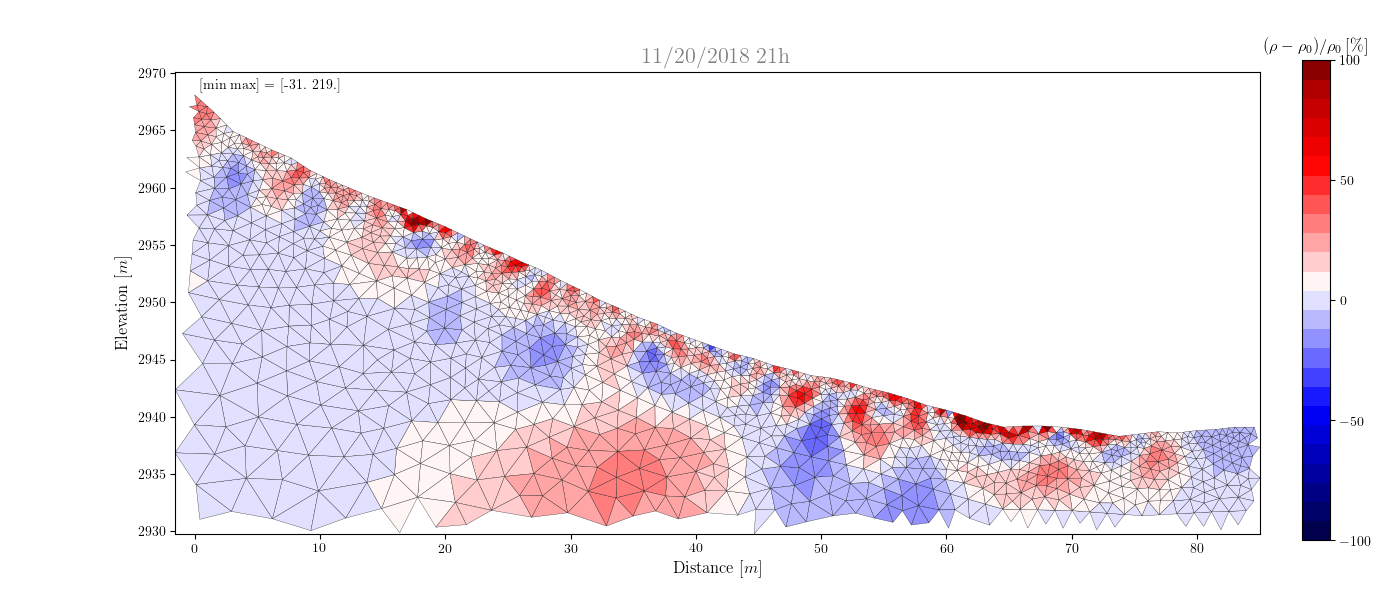 11/20/2018 21h
(ρ − ρ₀)/ρ₀ [%]
[min max] = [-31. 219.]
Elevation [m]
2970
2965
2960
2955
2950
2945
2940
2935
2930
0 10 20 30 40 50 60 70 80
Distance [m]
100
50
0
−50
−100